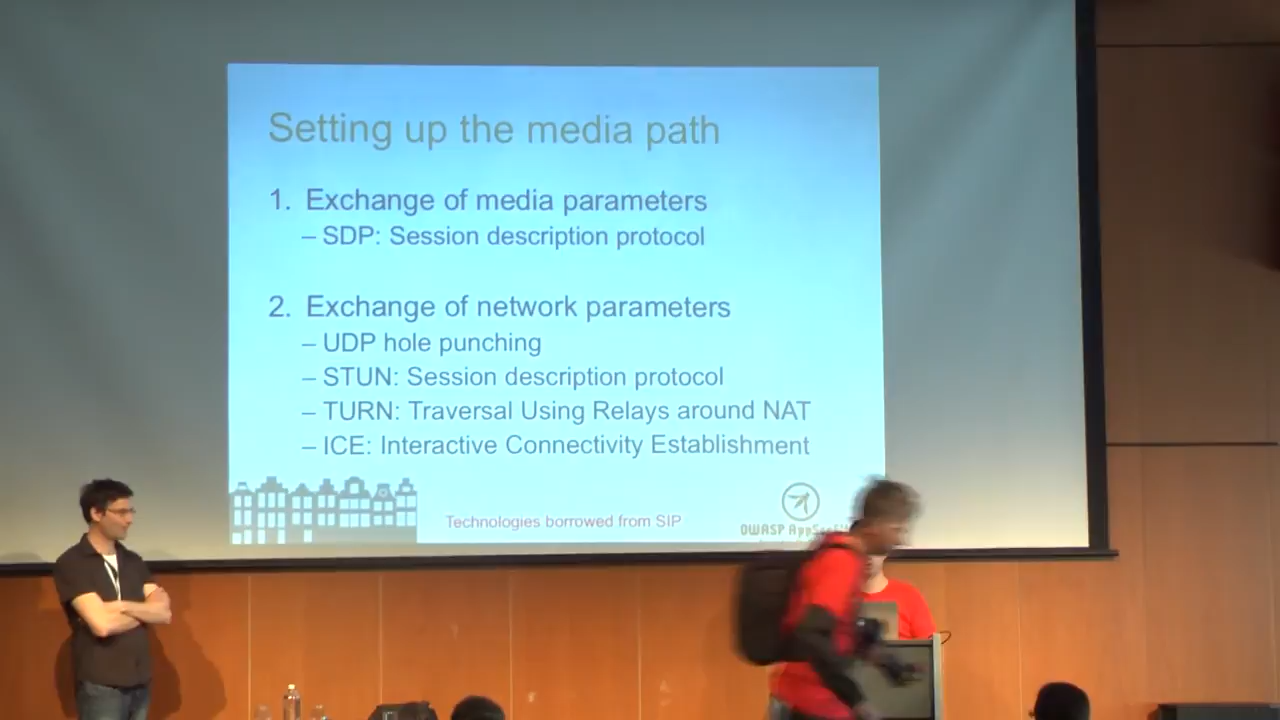 Setting up the media path
1. Exchange of media parameters
– SDP: Session description protocol
2. Exchange of network parameters
– UDP hole punching
– STUN: Session description protocol
– TURN: Traversal Using Relays around NAT
– ICE: Interactive Connectivity Establishment
Technologies borrowed from SIP
OWASP